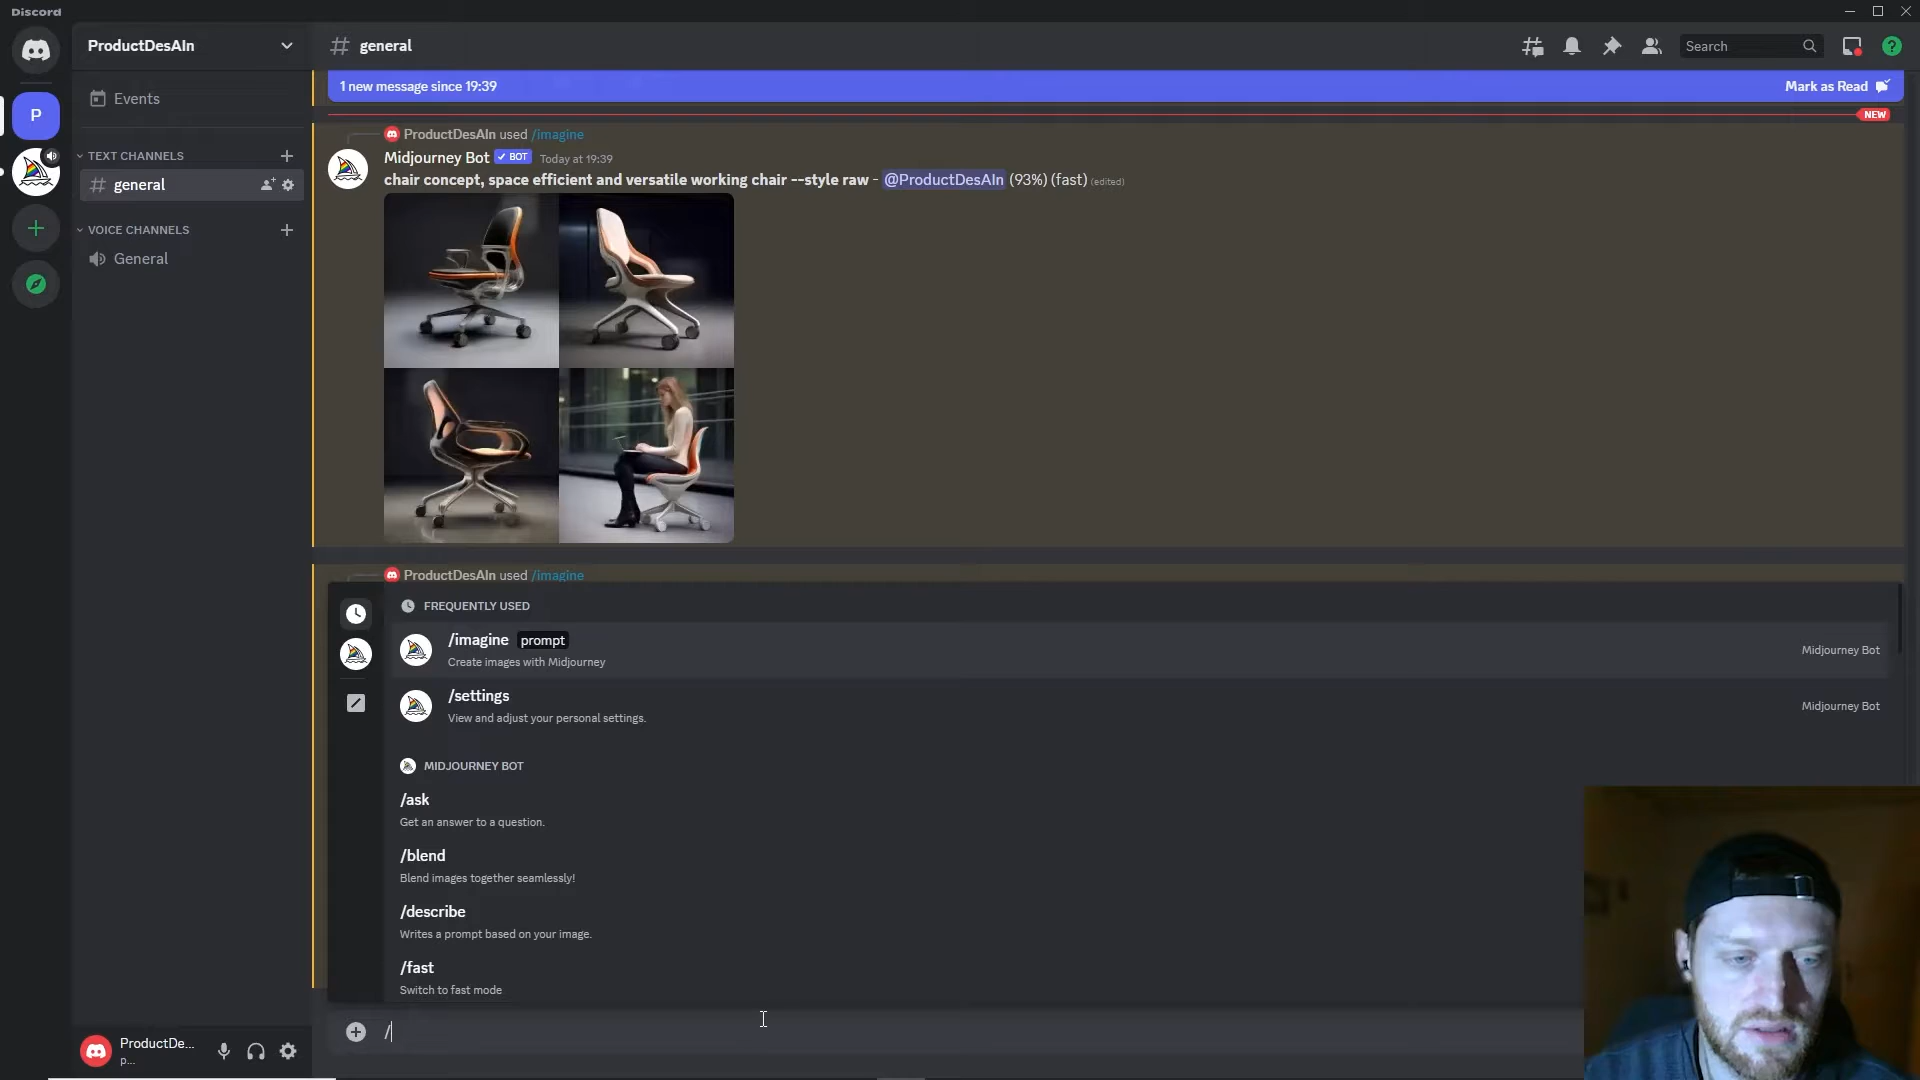 Discord
ProductDesAIn
general
Search
Events
1 new message since 19:39
Mark as Read
NEW
P
TEXT CHANNELS
general
VOICE CHANNELS
General
ProductDesAIn used /imagine
Midjourney Bot ✓ BOT Today at 19:39
chair concept, space efficient and versatile working chair --style raw - @ProductDesAIn (93%) (fast) (edited)
ProductDesAIn used /imagine
FREQUENTLY USED
/imagine prompt
Create images with Midjourney
Midjourney Bot
/settings
View and adjust your personal settings.
Midjourney Bot
MIDJOURNEY BOT
/ask
Get an answer to a question.
/blend
Blend images together seamlessly!
/describe
Writes a prompt based on your image.
/fast
Switch to fast mode
/
ProductDe...
p...